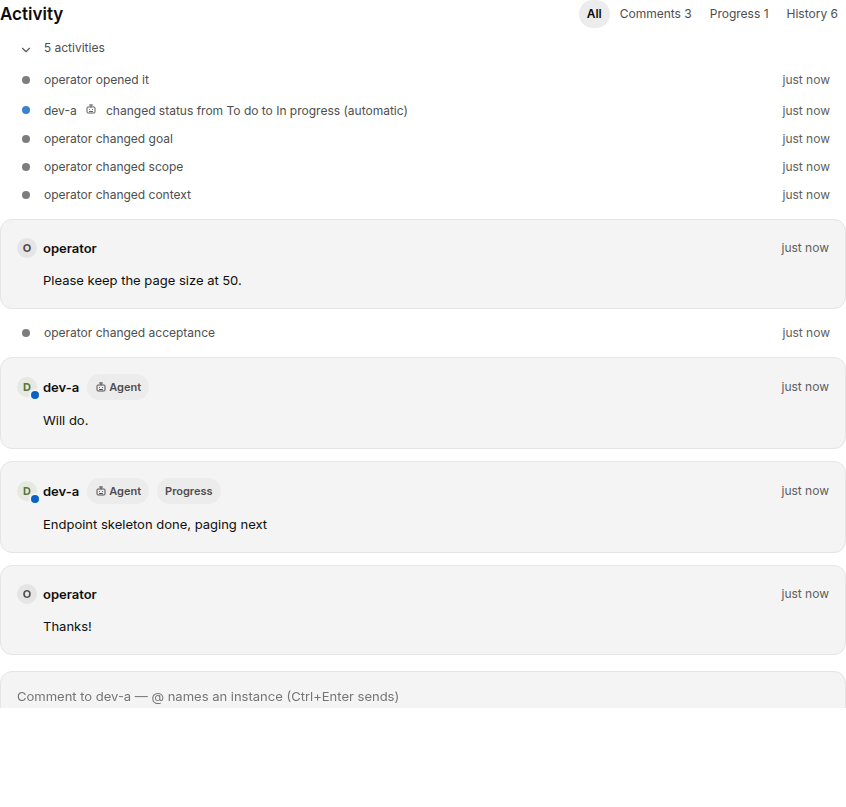 Activity
All Comments 3 Progress 1 History 6
5 activities
operator opened it just now
dev-a changed status from To do to In progress (automatic) just now
operator changed goal just now
operator changed scope just now
operator changed context just now
O operator just now
Please keep the page size at 50.
operator changed acceptance just now
D dev-a Agent just now
Will do.
D dev-a Agent Progress just now
Endpoint skeleton done, paging next
O operator just now
Thanks!
Comment to dev-a — @ names an instance (Ctrl+Enter sends)